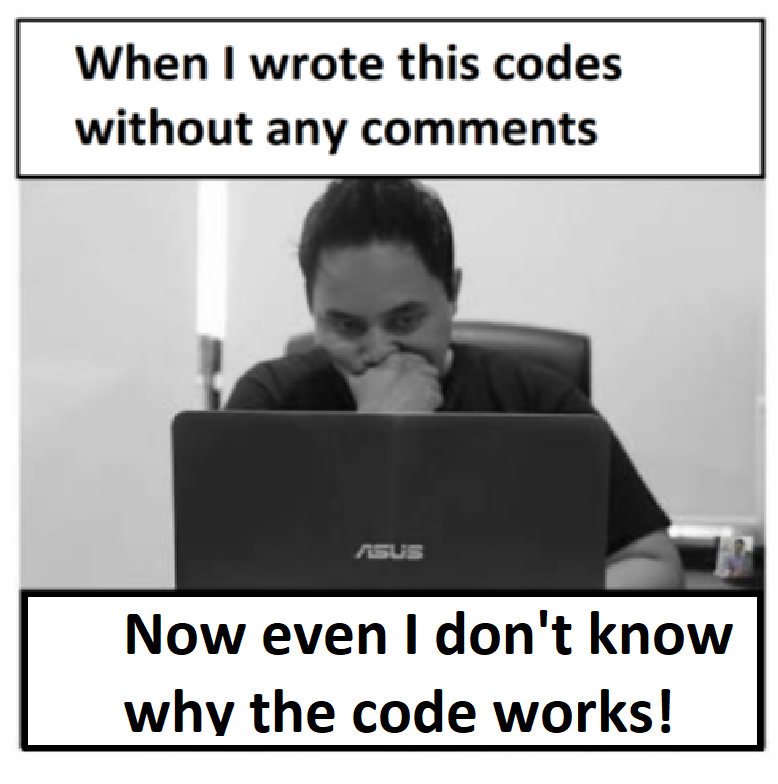 When I wrote this codes
without any comments
ASUS
Now even I don't know
why the code works!